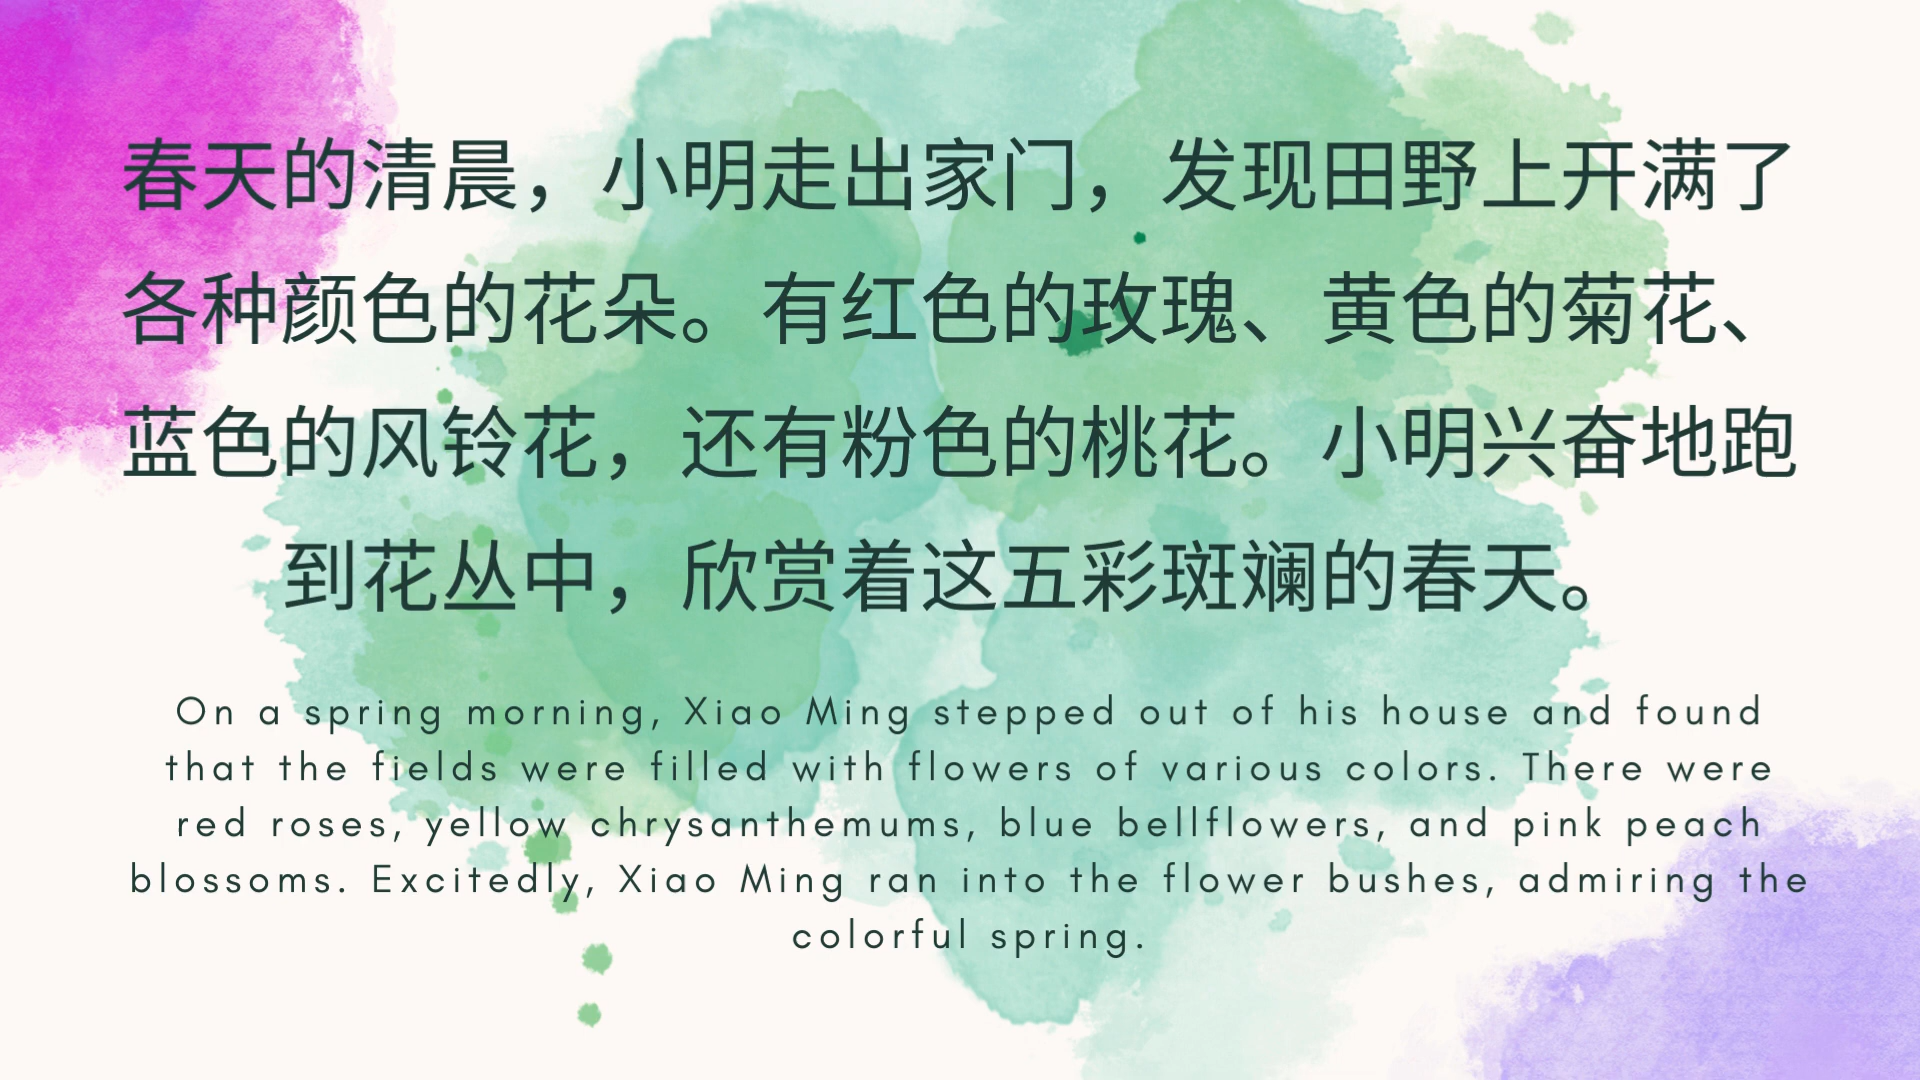 春天的清晨，小明走出家门，发现田野上开满了
各种颜色的花朵。有红色的玫瑰、黄色的菊花、
蓝色的风铃花，还有粉色的桃花。小明兴奋地跑
到花丛中，欣赏着这五彩斑斓的春天。
On a spring morning, Xiao Ming stepped out of his house and found
that the fields were filled with flowers of various colors. There were
red roses, yellow chrysanthemums, blue bellflowers, and pink peach
blossoms. Excitedly, Xiao Ming ran into the flower bushes, admiring the
colorful spring.